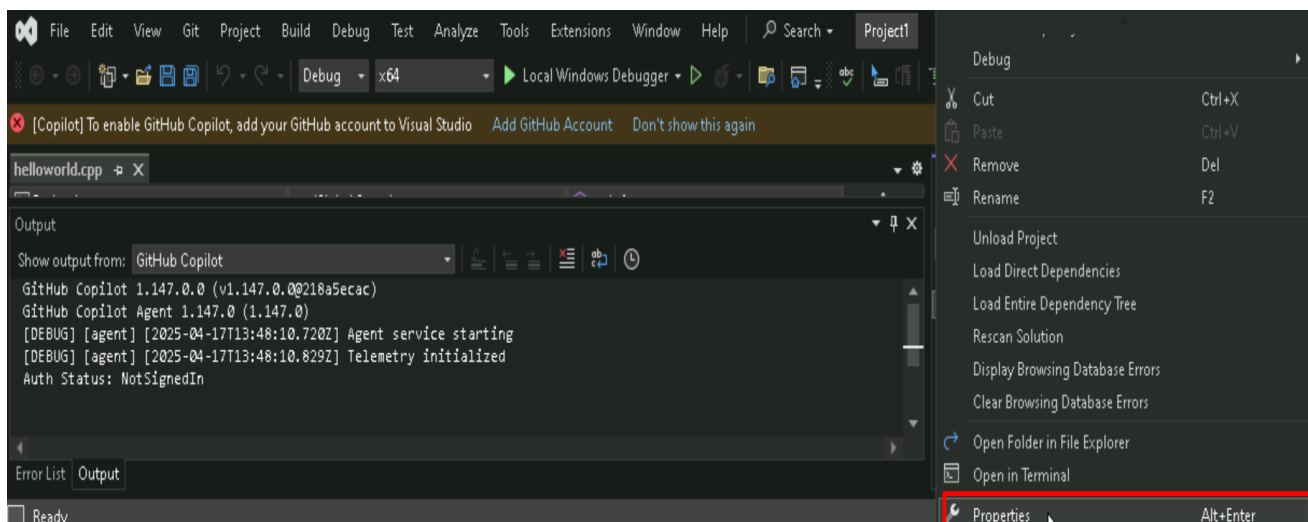 File Edit View Git Project Build Debug Test Analyze Tools Extensions Window Help Search Project1
Debug x64 Local Windows Debugger abc
[Copilot] To enable GitHub Copilot, add your GitHub account to Visual Studio Add GitHub Account Don't show this again
helloworld.cpp
Output
Show output from: GitHub Copilot
GitHub Copilot 1.147.0.0 (v1.147.0.0@218a5ecac)
GitHub Copilot Agent 1.147.0 (1.147.0)
[DEBUG] [agent] [2025-04-17T13:48:10.720Z] Agent service starting
[DEBUG] [agent] [2025-04-17T13:48:10.829Z] Telemetry initialized
Auth Status: NotSignedIn
Error List Output
Ready
Debug
Cut Ctrl+X
Paste Ctrl+V
Remove Del
Rename F2
Unload Project
Load Direct Dependencies
Load Entire Dependency Tree
Rescan Solution
Display Browsing Database Errors
Clear Browsing Database Errors
Open Folder in File Explorer
Open in Terminal
Properties Alt+Enter